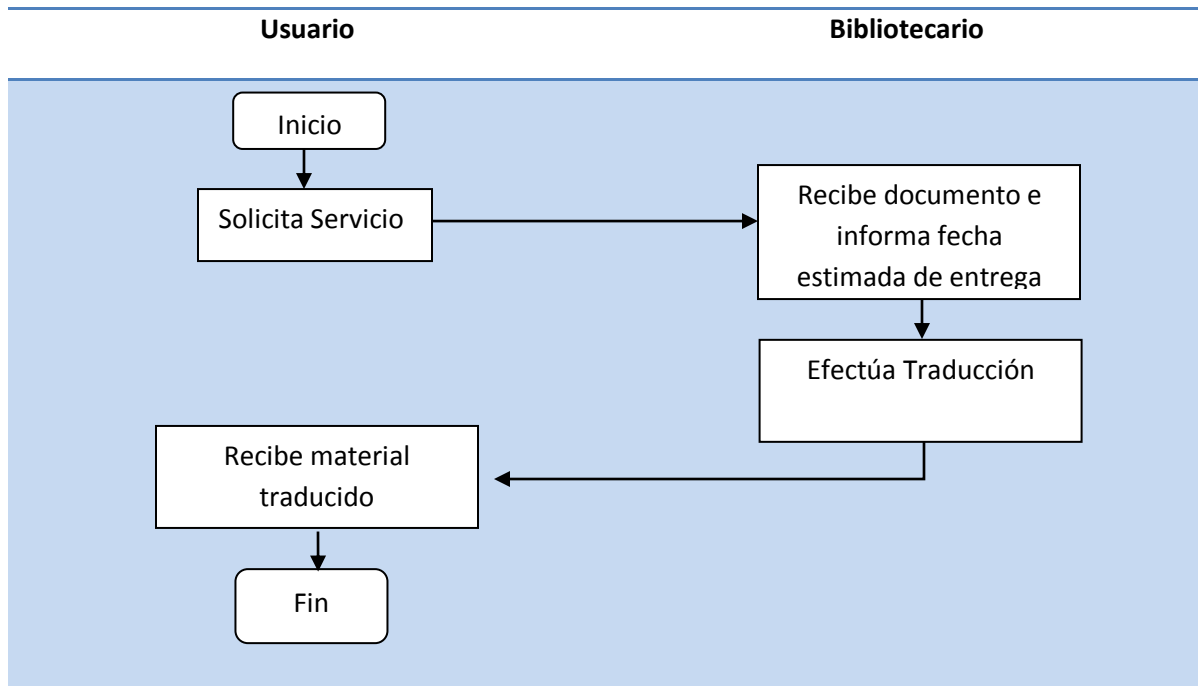 Usuario
Bibliotecario
Inicio
Solicita Servicio
Recibe documento e
informa fecha
estimada de entrega
Efectúa Traducción
Recibe material
traducido
Fin